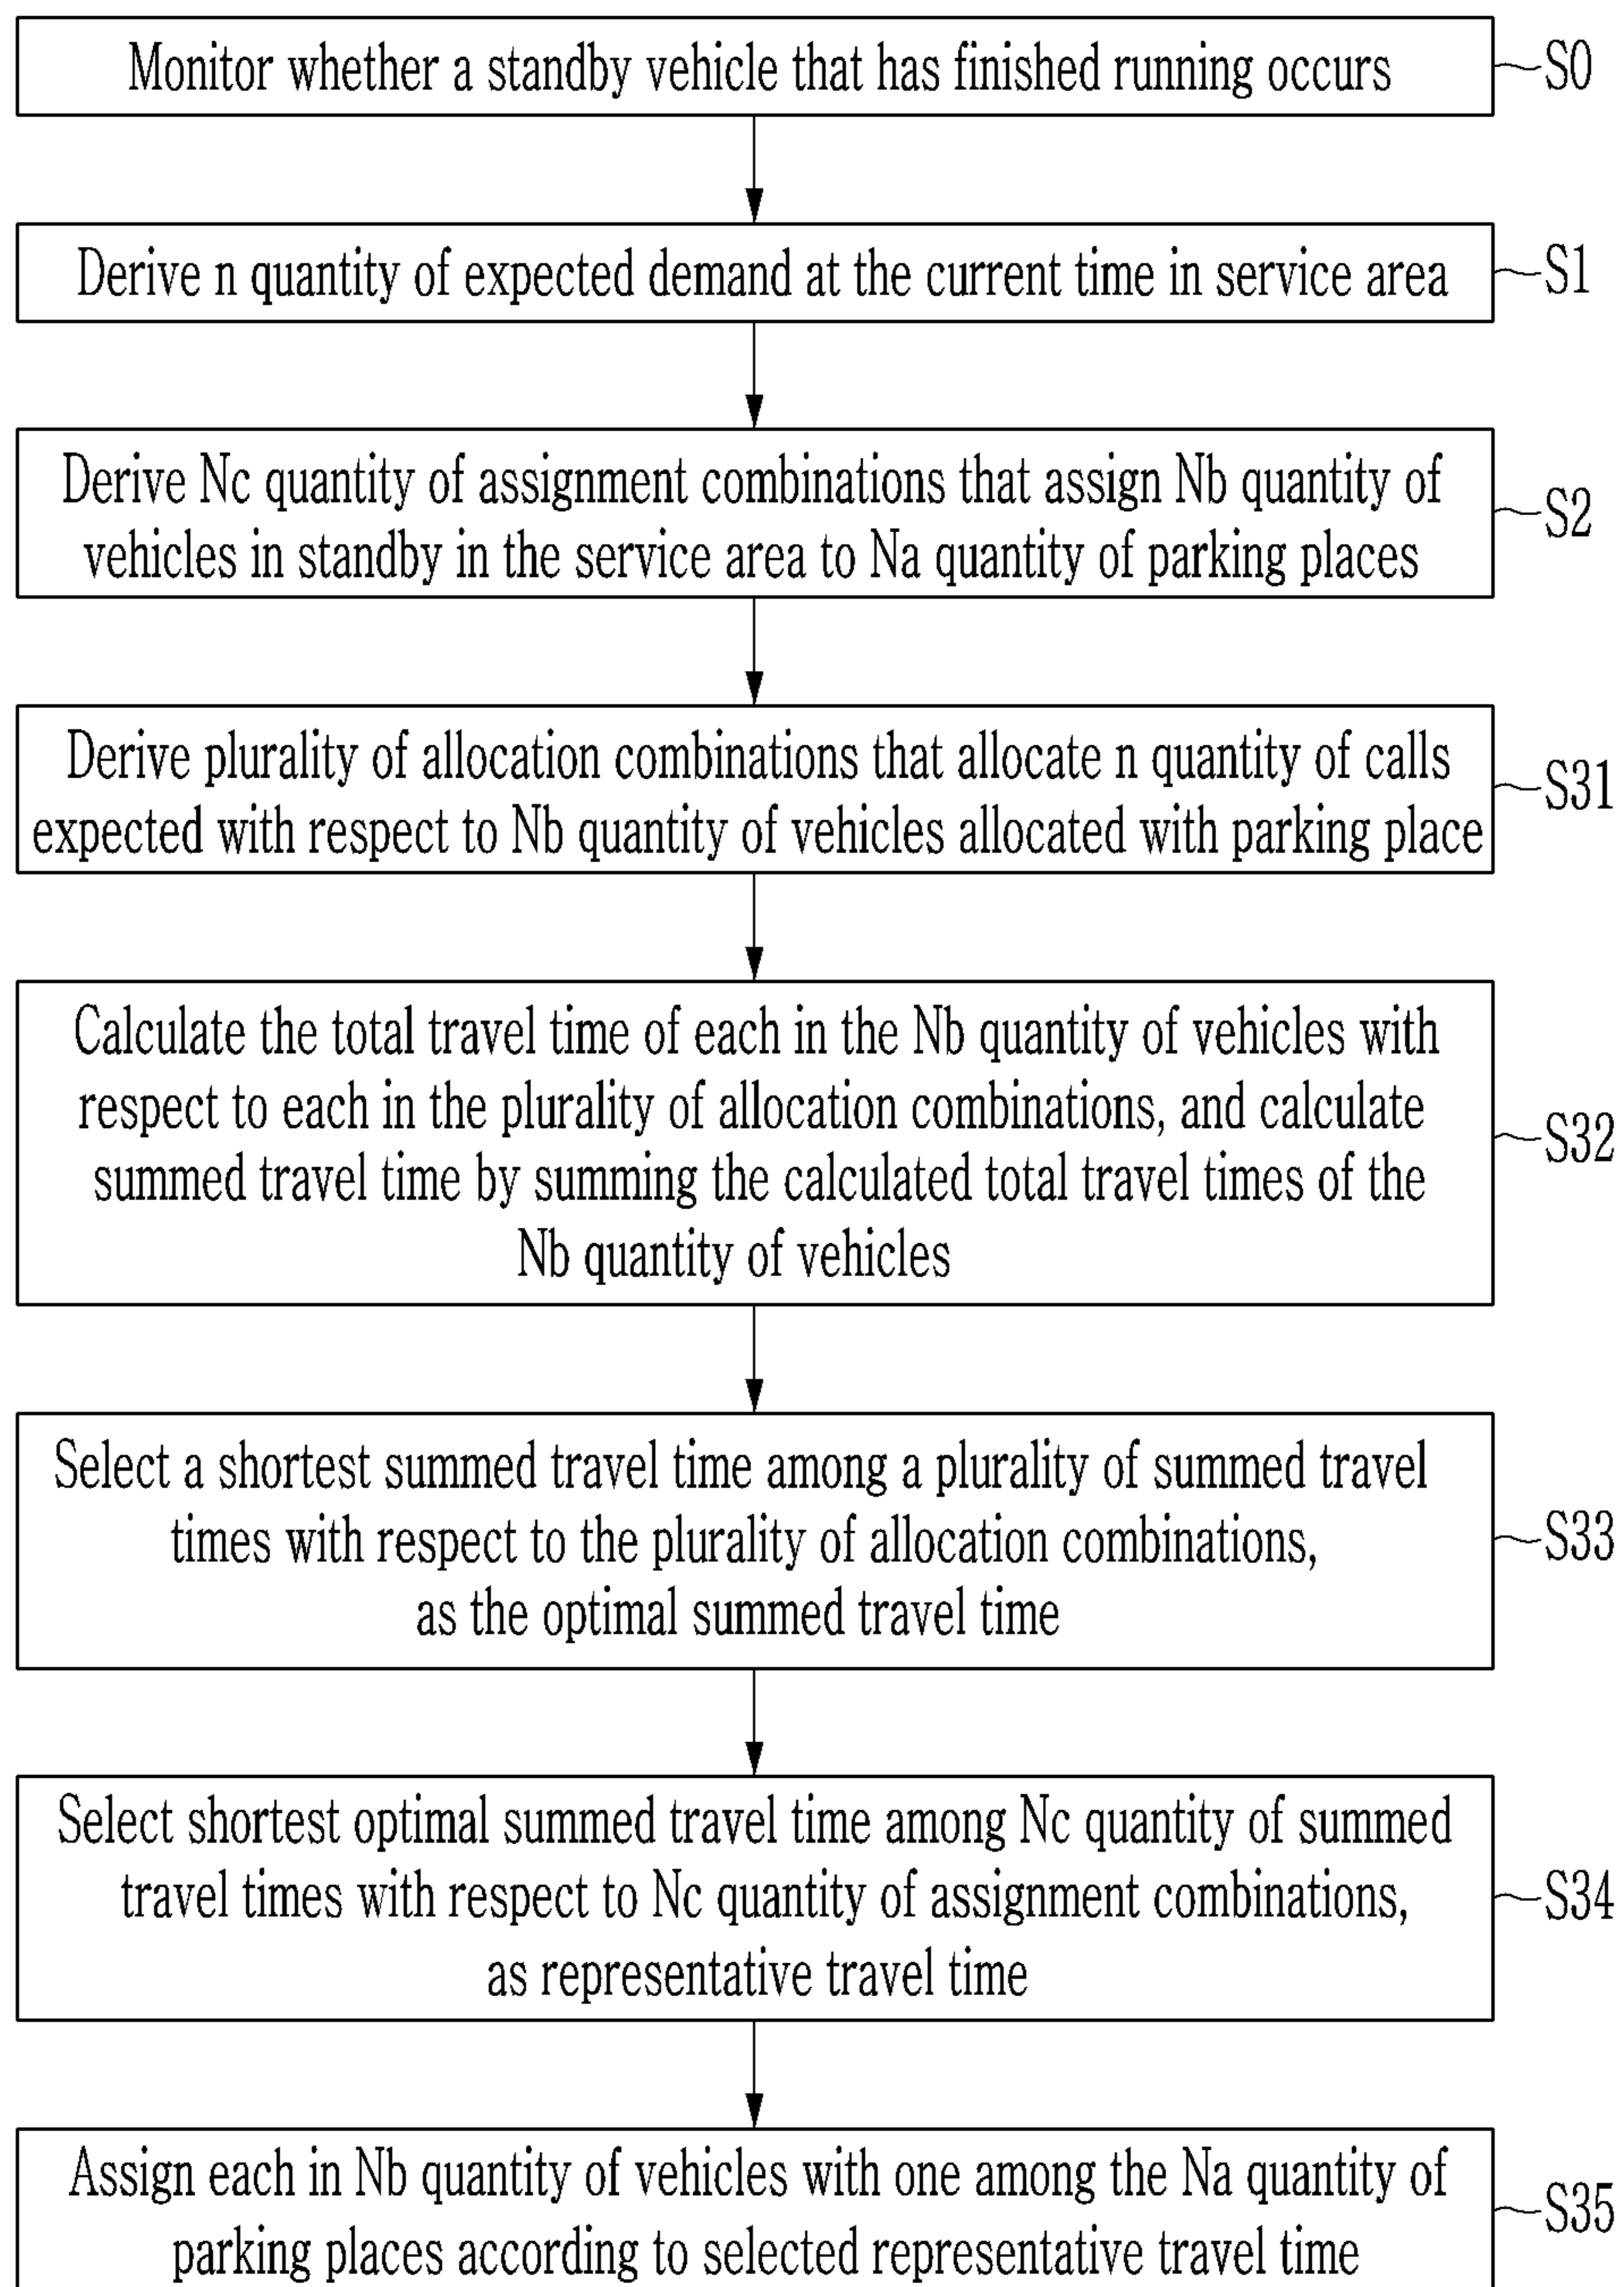 Monitor whether a standby vehicle that has finished running occurs
S0
Derive n quantity of expected demand at the current time in service area
S1
Derive Nc quantity of assignment combinations that assign Nb quantity of
vehicles in standby in the service area to Na quantity of parking places
S2
Derive plurality of allocation combinations that allocate n quantity of calls
expected with respect to Nb quantity of vehicles allocated with parking place
S31
Calculate the total travel time of each in the Nb quantity of vehicles with
respect to each in the plurality of allocation combinations, and calculate
summed travel time by summing the calculated total travel times of the
Nb quantity of vehicles
S32
Select a shortest summed travel time among a plurality of summed travel
times with respect to the plurality of allocation combinations,
as the optimal summed travel time
S33
Select shortest optimal summed travel time among Nc quantity of summed
travel times with respect to Nc quantity of assignment combinations,
as representative travel time
S34
Assign each in Nb quantity of vehicles with one among the Na quantity of
parking places according to selected representative travel time
S35